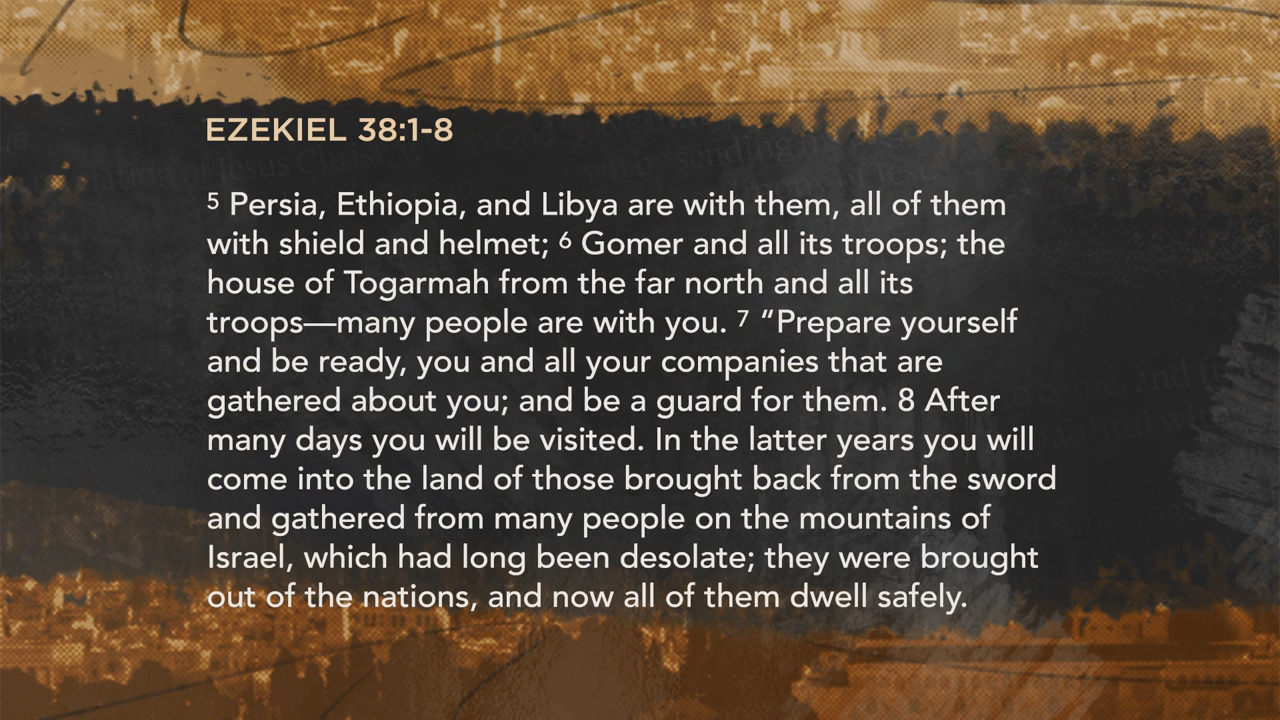 EZEKIEL 38:1-8
⁵ Persia, Ethiopia, and Libya are with them, all of them
with shield and helmet; ⁶ Gomer and all its troops; the
house of Togarmah from the far north and all its
troops—many people are with you. ⁷ “Prepare yourself
and be ready, you and all your companies that are
gathered about you; and be a guard for them. 8 After
many days you will be visited. In the latter years you will
come into the land of those brought back from the sword
and gathered from many people on the mountains of
Israel, which had long been desolate; they were brought
out of the nations, and now all of them dwell safely.